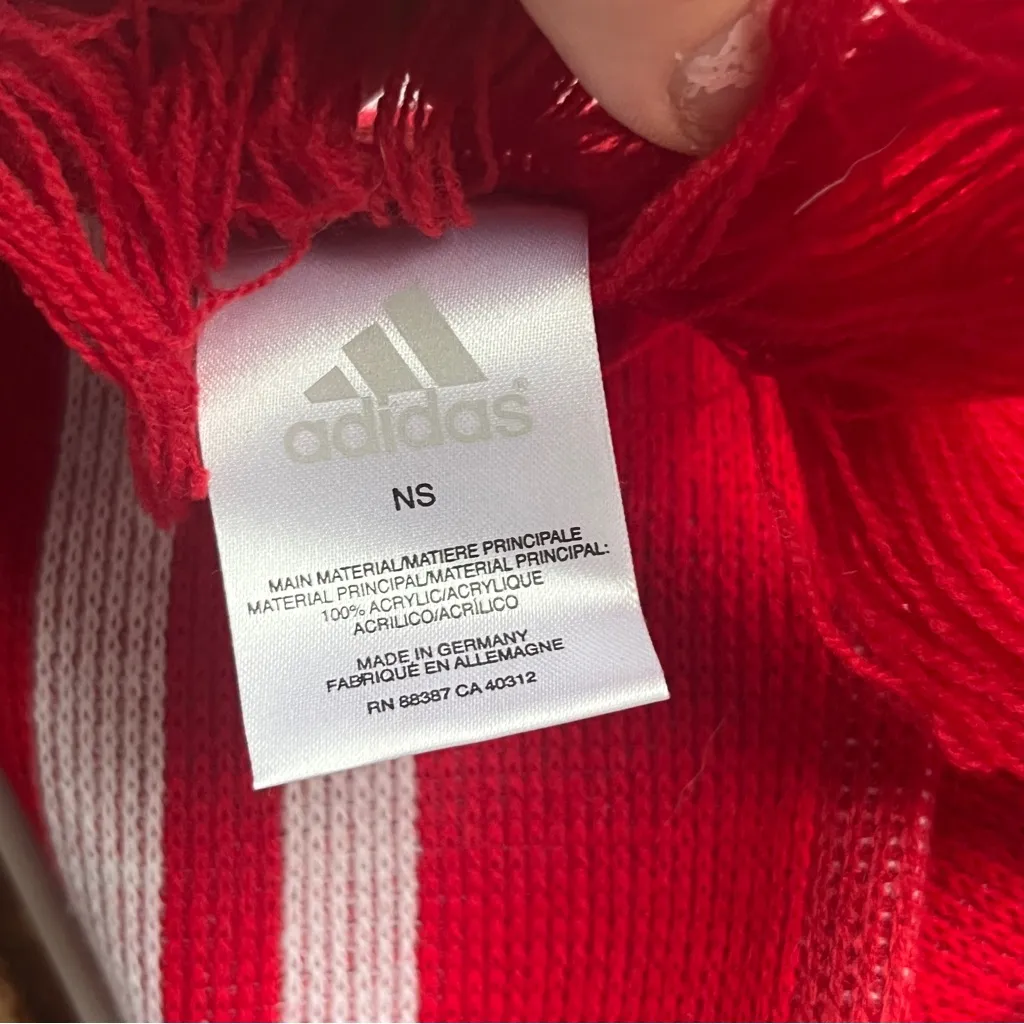 adidas®
NS
MAIN MATERIAL/MATIERE PRINCIPALE
MATERIAL PRINCIPAL/MATERIAL PRINCIPAL:
100% ACRYLIC/ACRYLIQUE
ACRILICO/ACRÍLICO
MADE IN GERMANY
FABRIQUÉ EN ALLEMAGNE
RN 88387 CA 40312